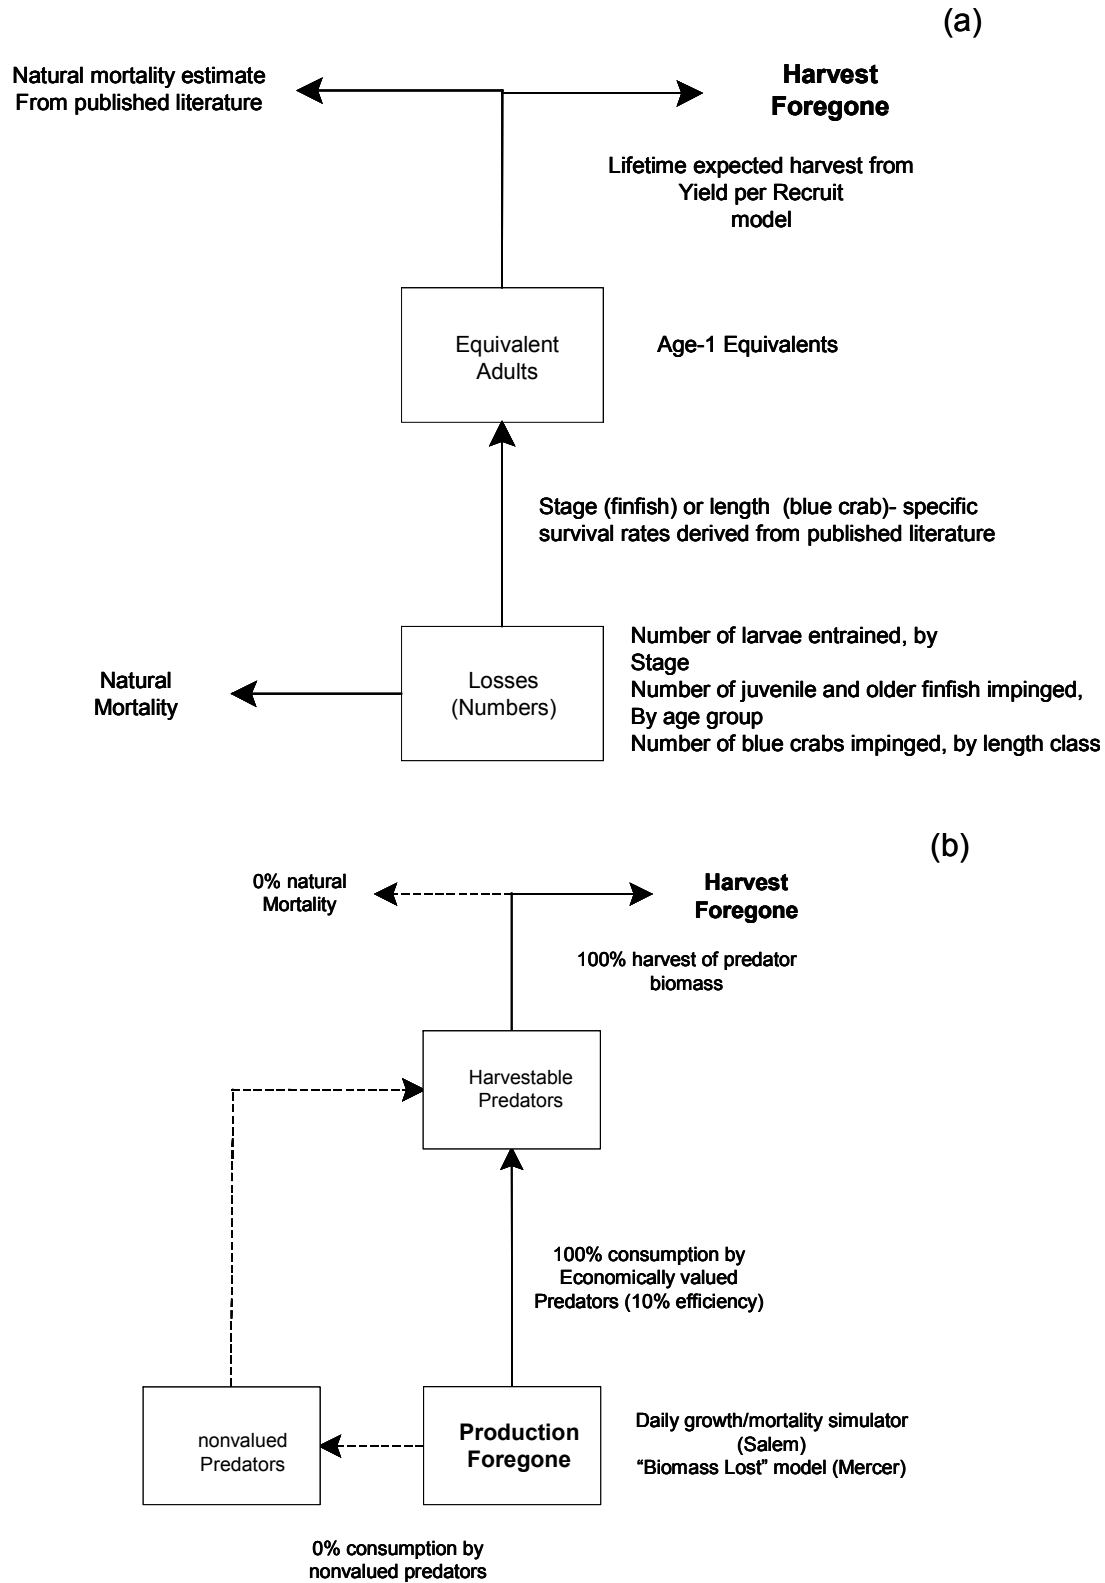 (a)
Natural mortality estimate
From published literature
Harvest
Foregone
Lifetime expected harvest from
Yield per Recruit
model
Equivalent
Adults
Age-1 Equivalents
Stage (finfish) or length (blue crab)- specific
survival rates derived from published literature
Natural
Mortality
Losses
(Numbers)
Number of larvae entrained, by
Stage
Number of juvenile and older finfish impinged,
By age group
Number of blue crabs impinged, by length class
(b)
0% natural
Mortality
Harvest
Foregone
100% harvest of predator
biomass
Harvestable
Predators
100% consumption by
Economically valued
Predators (10% efficiency)
nonvalued
Predators
Production
Foregone
Daily growth/mortality simulator
(Salem)
“Biomass Lost” model (Mercer)
0% consumption by
nonvalued predators